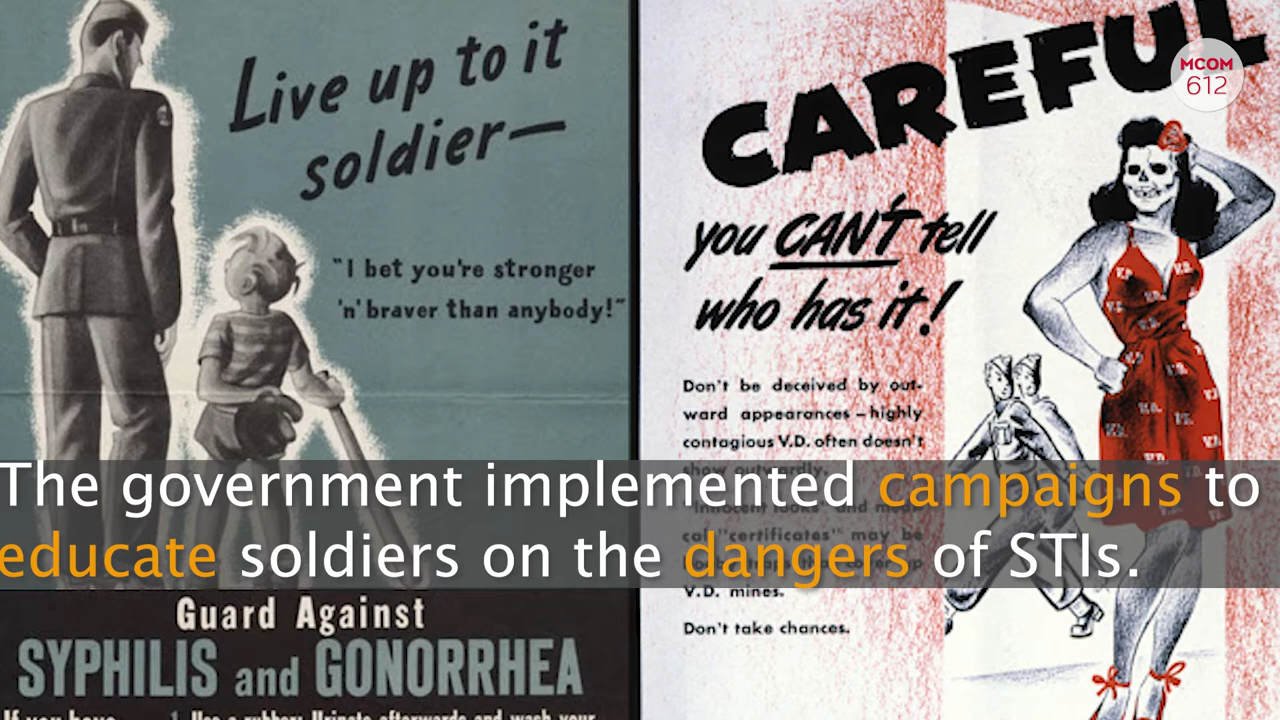 Live up to it
soldier—
"I bet you're stronger
'n' braver than anybody!"
Guard Against
SYPHILIS and GONORRHEA
CAREFUL
you CAN'T tell
who has it!
Don't be deceived by out-
ward appearances – highly
contagious V.D. often doesn't
show outwardly.
V.D. mines.
Don't take chances.
MCOM
612
The government implemented campaigns to
educate soldiers on the dangers of STIs.